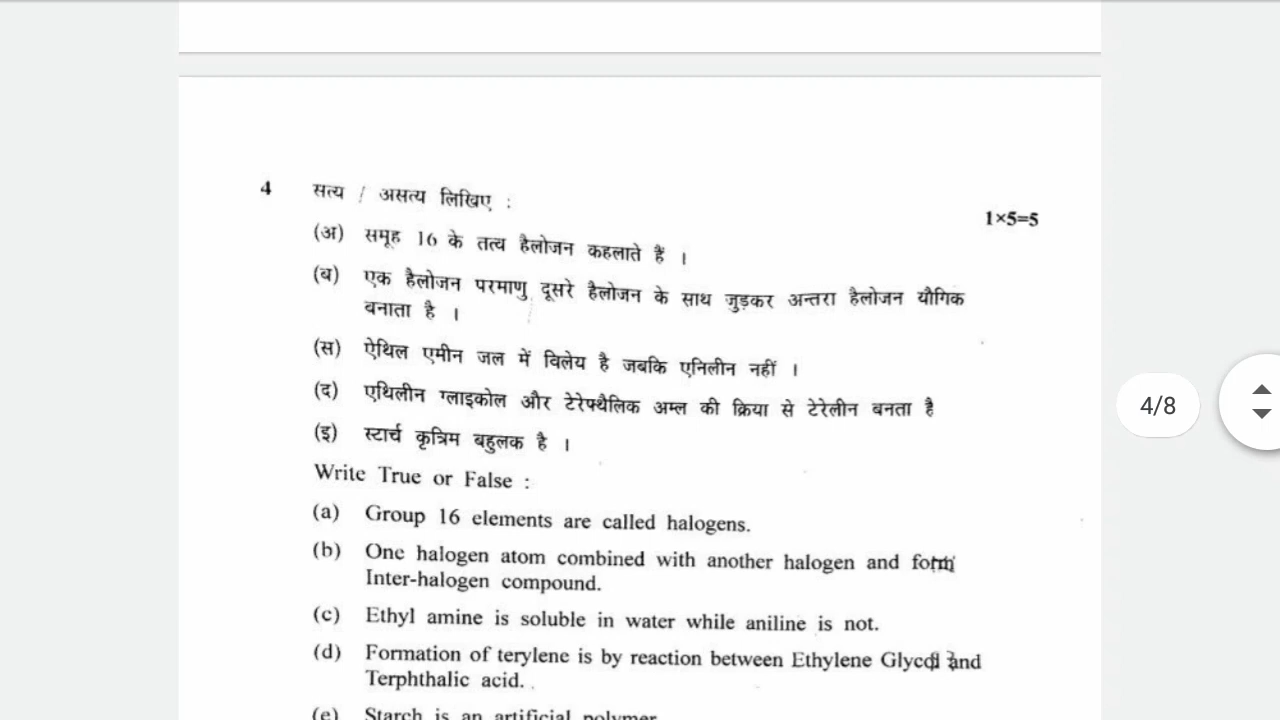 4 सत्य / असत्य लिखिए :
1×5=5
(अ) समूह 16 के तत्व हैलोजन कहलाते हैं ।
(ब) एक हैलोजन परमाणु दूसरे हैलोजन के साथ जुड़कर अन्तरा हैलोजन यौगिक
बनाता है ।
(स) ऐथिल एमीन जल में विलेय है जबकि एनिलीन नहीं ।
(द) एथिलीन ग्लाइकोल और टेरेफ्थैलिक अम्ल की क्रिया से टेरेलीन बनता है
(इ) स्टार्च कृत्रिम बहुलक है ।
Write True or False :
(a) Group 16 elements are called halogens.
(b) One halogen atom combined with another halogen and form
Inter-halogen compound.
(c) Ethyl amine is soluble in water while aniline is not.
(d) Formation of terylene is by reaction between Ethylene Glycol and
Terphthalic acid.
(e) Starch is an artificial polymer
4/8